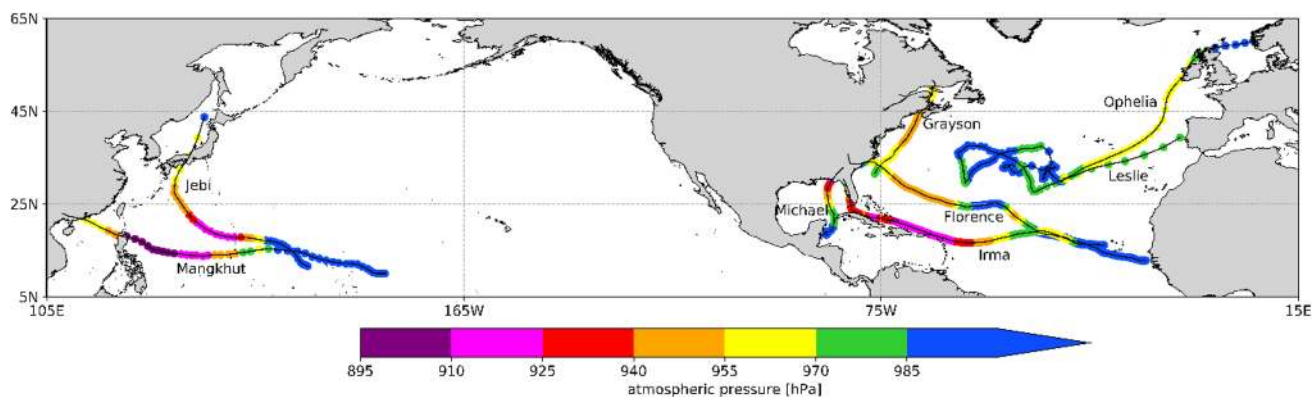 65N
45N
25N
5N
105E 165W 75W 15E
Ophelia
Grayson
Jebi
Leslie
Michael
Florence
Mangkhut
Irma
895 910 925 940 955 970 985
atmospheric pressure [hPa]